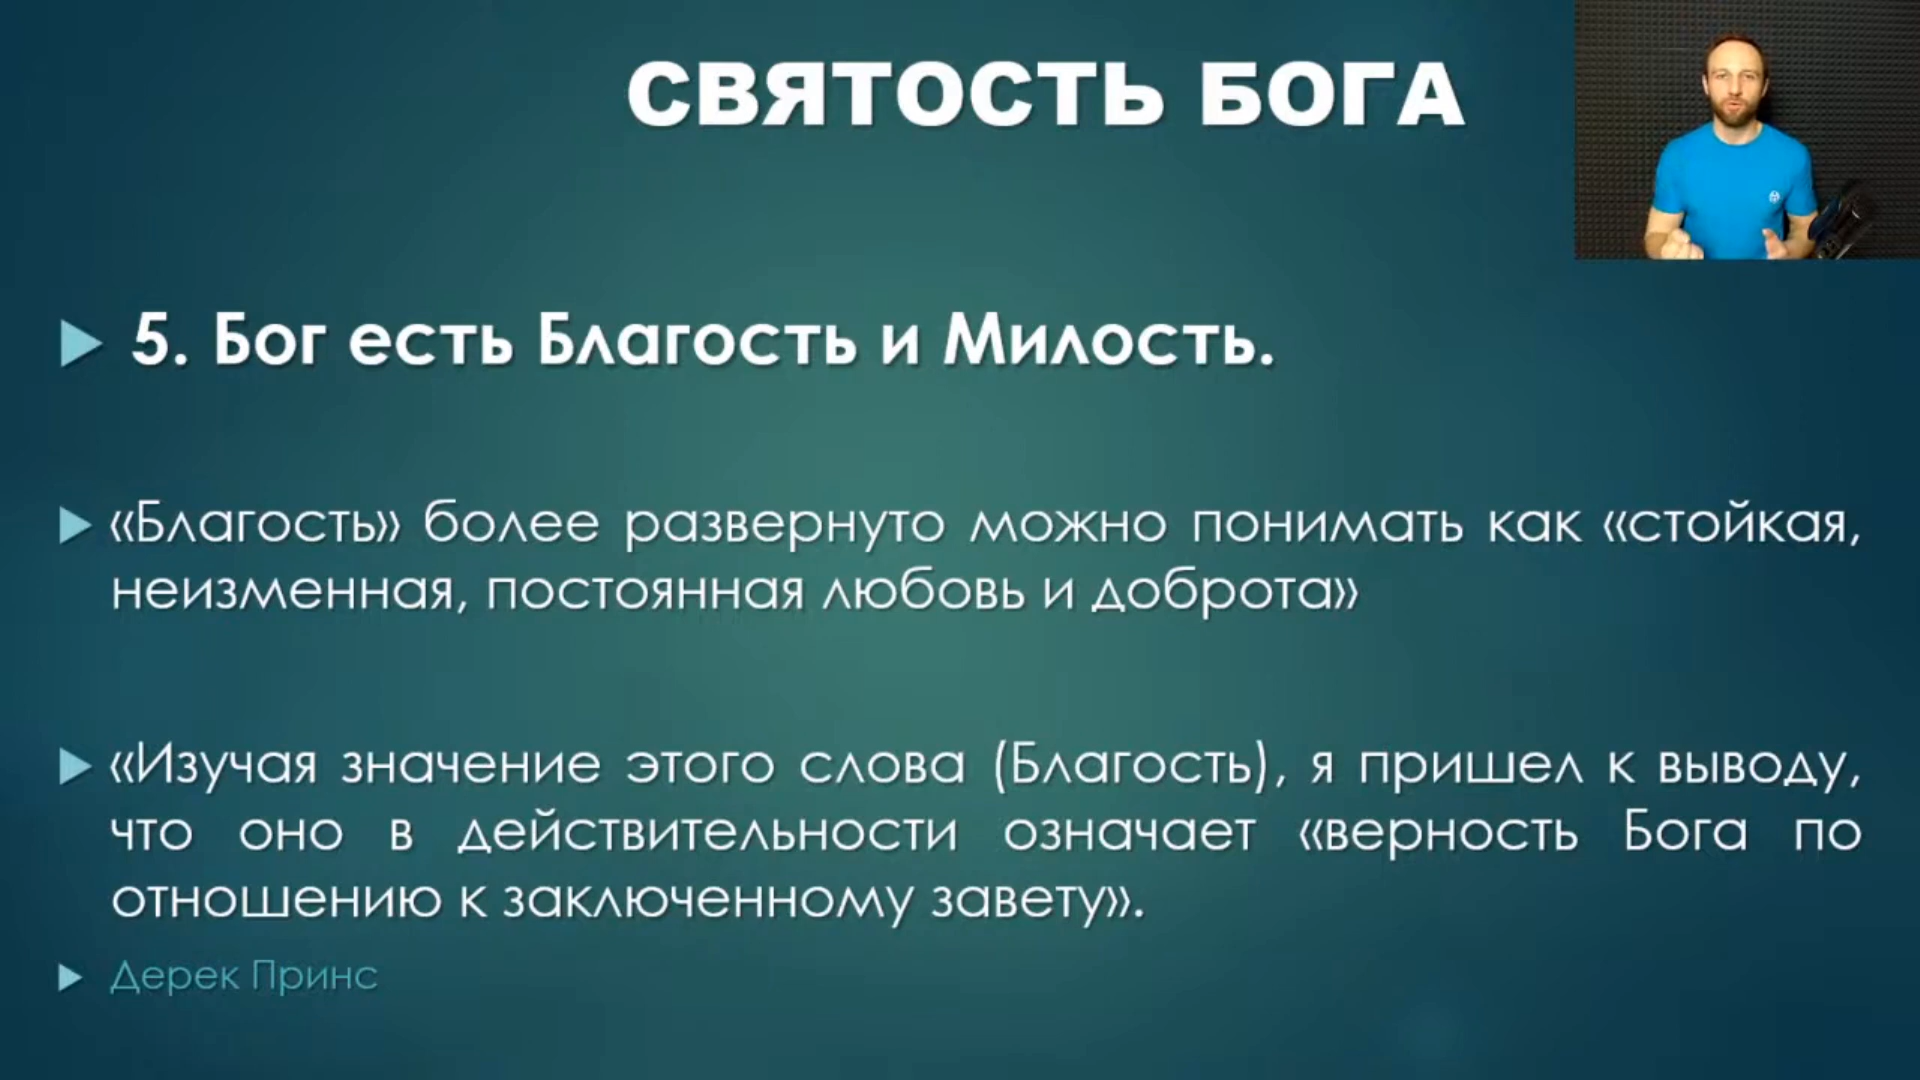 СВЯТОСТЬ БОГА
5. Бог есть Благость и Милость.
«Благость» более развернуто можно понимать как «стойкая,
неизменная, постоянная любовь и доброта»
«Изучая значение этого слова (Благость), я пришел к выводу,
что оно в действительности означает «верность Бога по
отношению к заключенному завету».
Дерек Принс